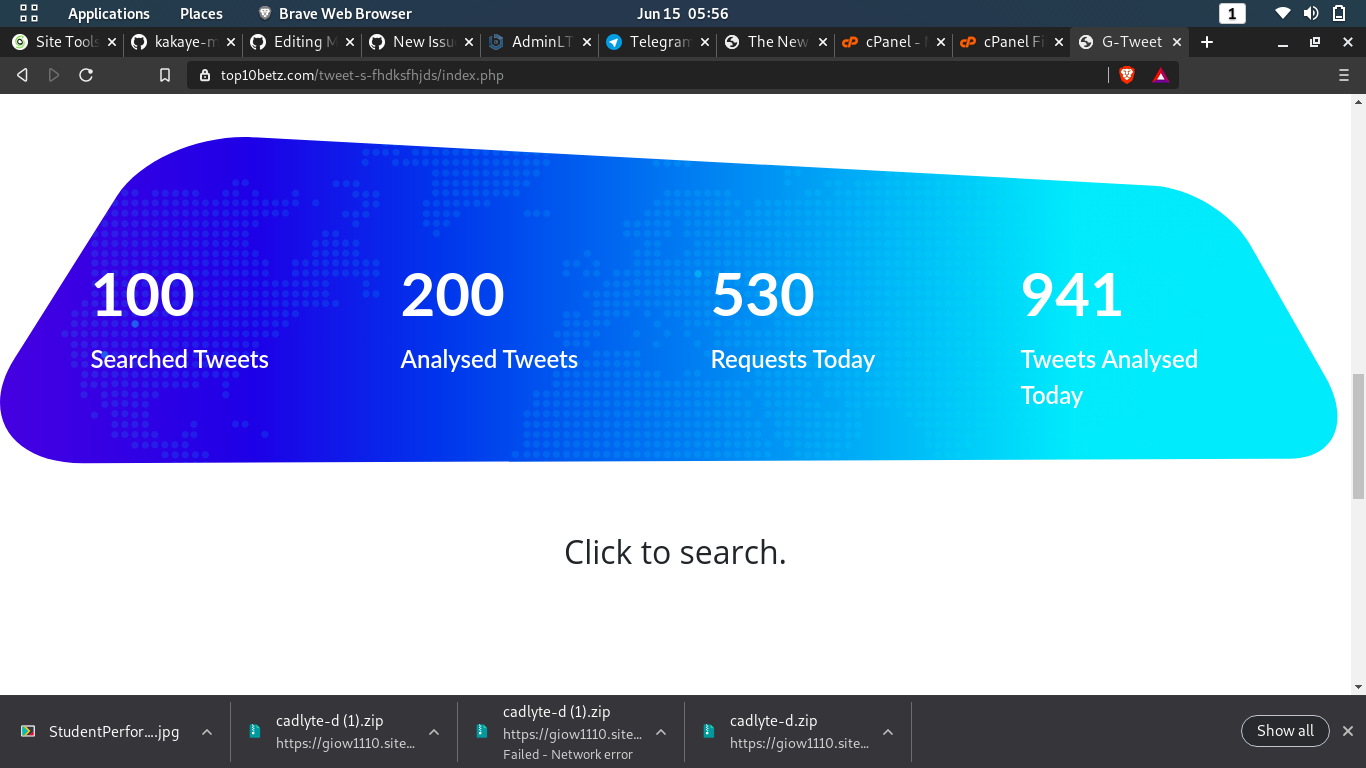 Applications Places Brave Web Browser Jun 15 05:56 1
Site Tools kakaye-m Editing M New Issu AdminLT Telegram The New cPanel - cPanel Fi G-Tweet
top10betz.com/tweet-s-fhdksfhjds/index.php
100 200 530 941
Searched Tweets Analysed Tweets Requests Today Tweets Analysed
Today
Click to search.
StudentPerfor....jpg
cadlyte-d (1).zip
https://giow1110.site...
cadlyte-d (1).zip
https://giow1110.site...
Failed - Network error
cadlyte-d.zip
https://giow1110.site...
Show all